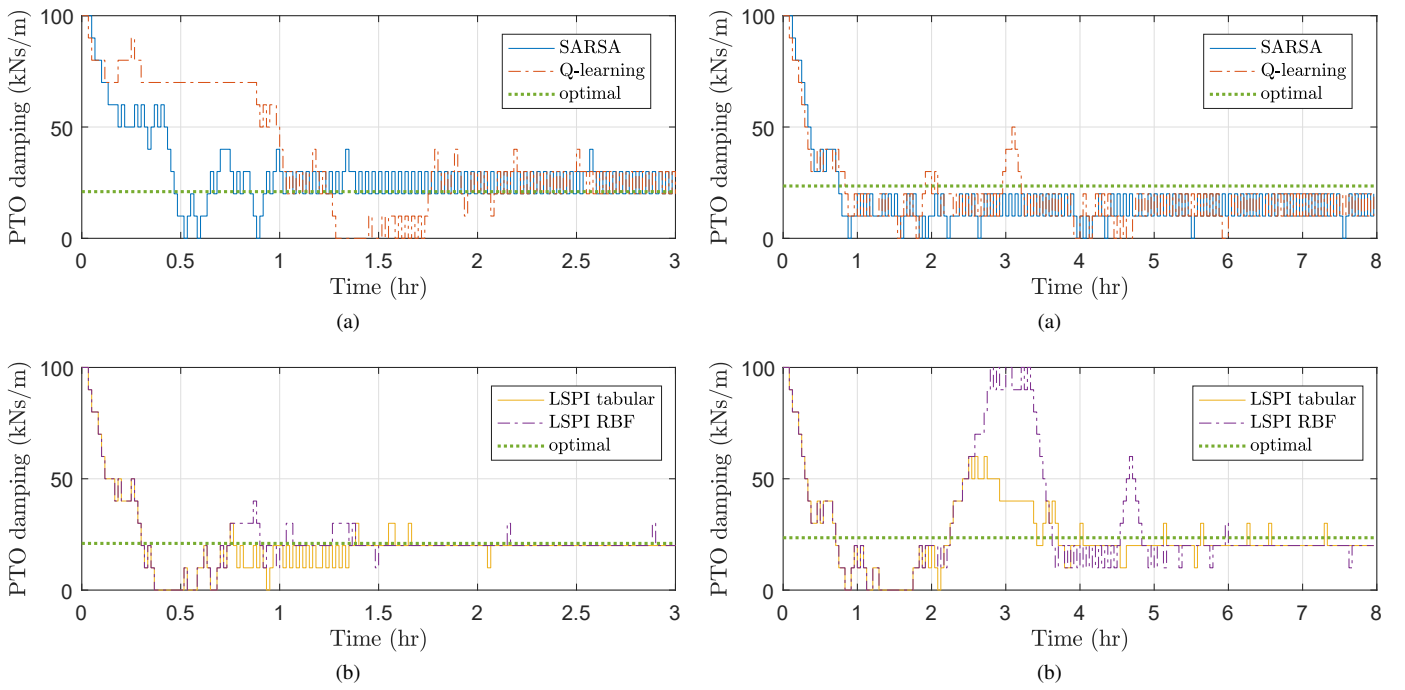 PTO damping (kNs/m)
100
50
0
SARSA
Q-learning
optimal
0
0.5
1
1.5
2
2.5
3
Time (hr)
(a)
PTO damping (kNs/m)
100
50
0
SARSA
Q-learning
optimal
0
1
2
3
4
5
6
7
8
Time (hr)
(a)
PTO damping (kNs/m)
100
50
0
LSPI tabular
LSPI RBF
optimal
0
0.5
1
1.5
2
2.5
3
Time (hr)
(b)
PTO damping (kNs/m)
100
50
0
LSPI tabular
LSPI RBF
optimal
0
1
2
3
4
5
6
7
8
Time (hr)
(b)